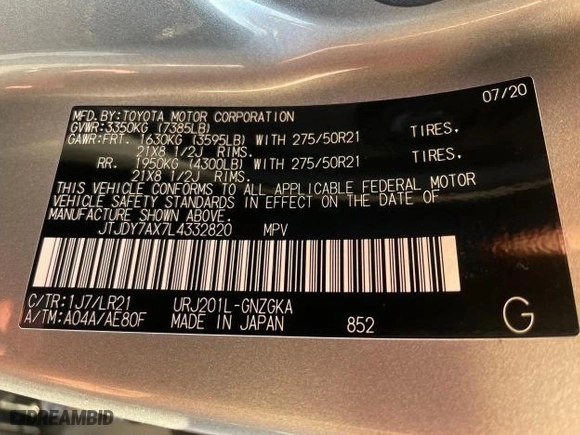 MFD.BY:TOYOTA MOTOR CORPORATION 07/20
GVWR:3350KG (7385LB)
GAWR:FRT. 1630KG (3595LB) WITH 275/50R21 TIRES,
21X8 1/2J RIMS.
RR. 1950KG (4300LB) WITH 275/50R21 TIRES,
21X8 1/2J RIMS.
THIS VEHICLE CONFORMS TO ALL APPLICABLE FEDERAL MOTOR
VEHICLE SAFETY STANDARDS IN EFFECT ON THE DATE OF
MANUFACTURE SHOWN ABOVE.
JTJDY7AX7L4332820 MPV
C/TR:1J7/LR21 URJ201L-GNZGKA
A/TM:A04A/AE80F MADE IN JAPAN 852 G
DREAMBID